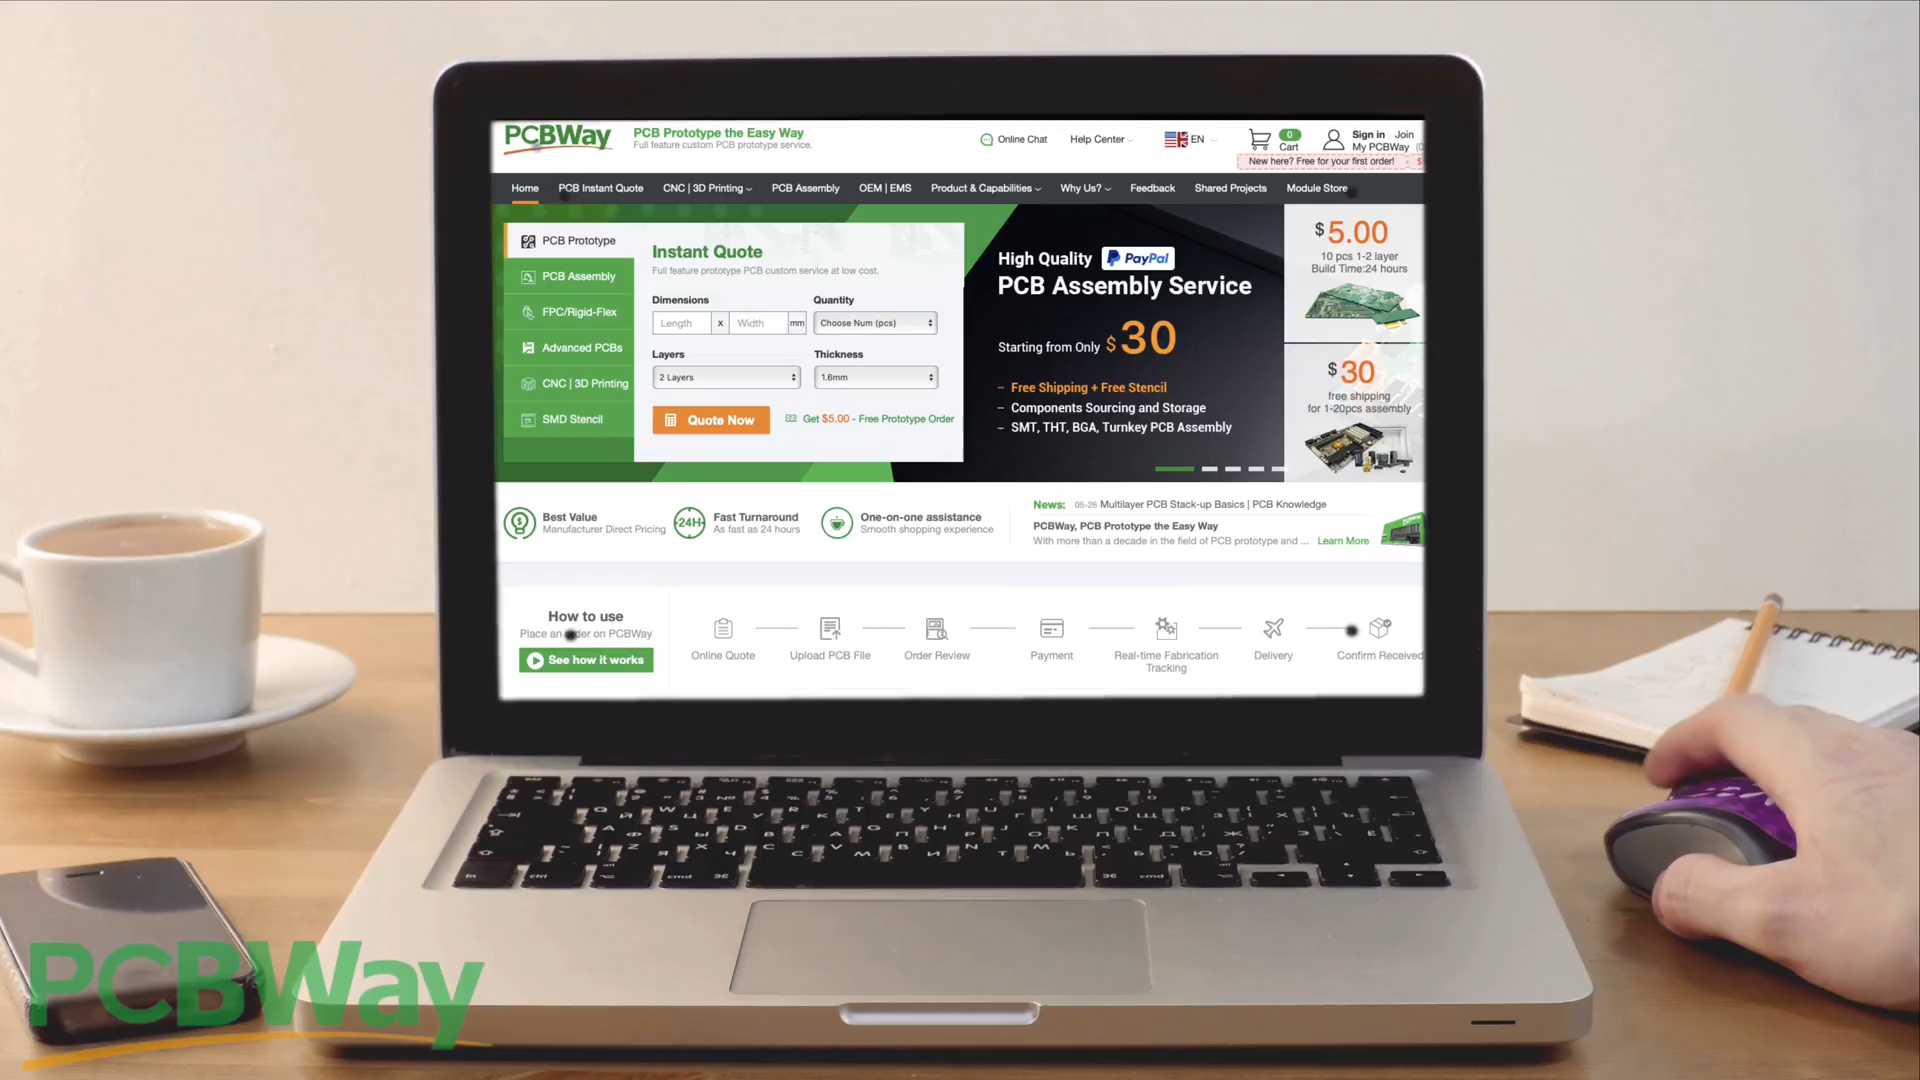 PCBWay
PCB Prototype the Easy Way
Full feature custom PCB prototype service.
Online Chat
Help Center
EN
0
Cart
Sign in Join
My PCBWay
New here? Free for your first order!
Home
PCB Instant Quote
CNC | 3D Printing
PCB Assembly
OEM | EMS
Product & Capabilities
Why Us?
Feedback
Shared Projects
Module Store
PCB Prototype
PCB Assembly
FPC/Rigid-Flex
Advanced PCBs
CNC | 3D Printing
SMD Stencil
Instant Quote
Full feature prototype PCB custom service at low cost.
Dimensions
Quantity
Length x Width mm
Choose Num (pcs)
Layers
Thickness
2 Layers
1.6mm
Quote Now
Get $5.00 - Free Prototype Order
High Quality PayPal
PCB Assembly Service
Starting from Only $30
– Free Shipping + Free Stencil
– Components Sourcing and Storage
– SMT, THT, BGA, Turnkey PCB Assembly
$5.00
10 pcs 1-2 layer
Build Time:24 hours
$30
free shipping
for 1-20pcs assembly
Best Value
Manufacturer Direct Pricing
24H
Fast Turnaround
As fast as 24 hours
One-on-one assistance
Smooth shopping experience
News: 05-26 Multilayer PCB Stack-up Basics | PCB Knowledge
PCBWay, PCB Prototype the Easy Way
With more than a decade in the field of PCB prototype and ... Learn More
How to use
Place an order on PCBWay
See how it works
Online Quote
Upload PCB File
Order Review
Payment
Real-time Fabrication
Tracking
Delivery
Confirm Received
PCBWay